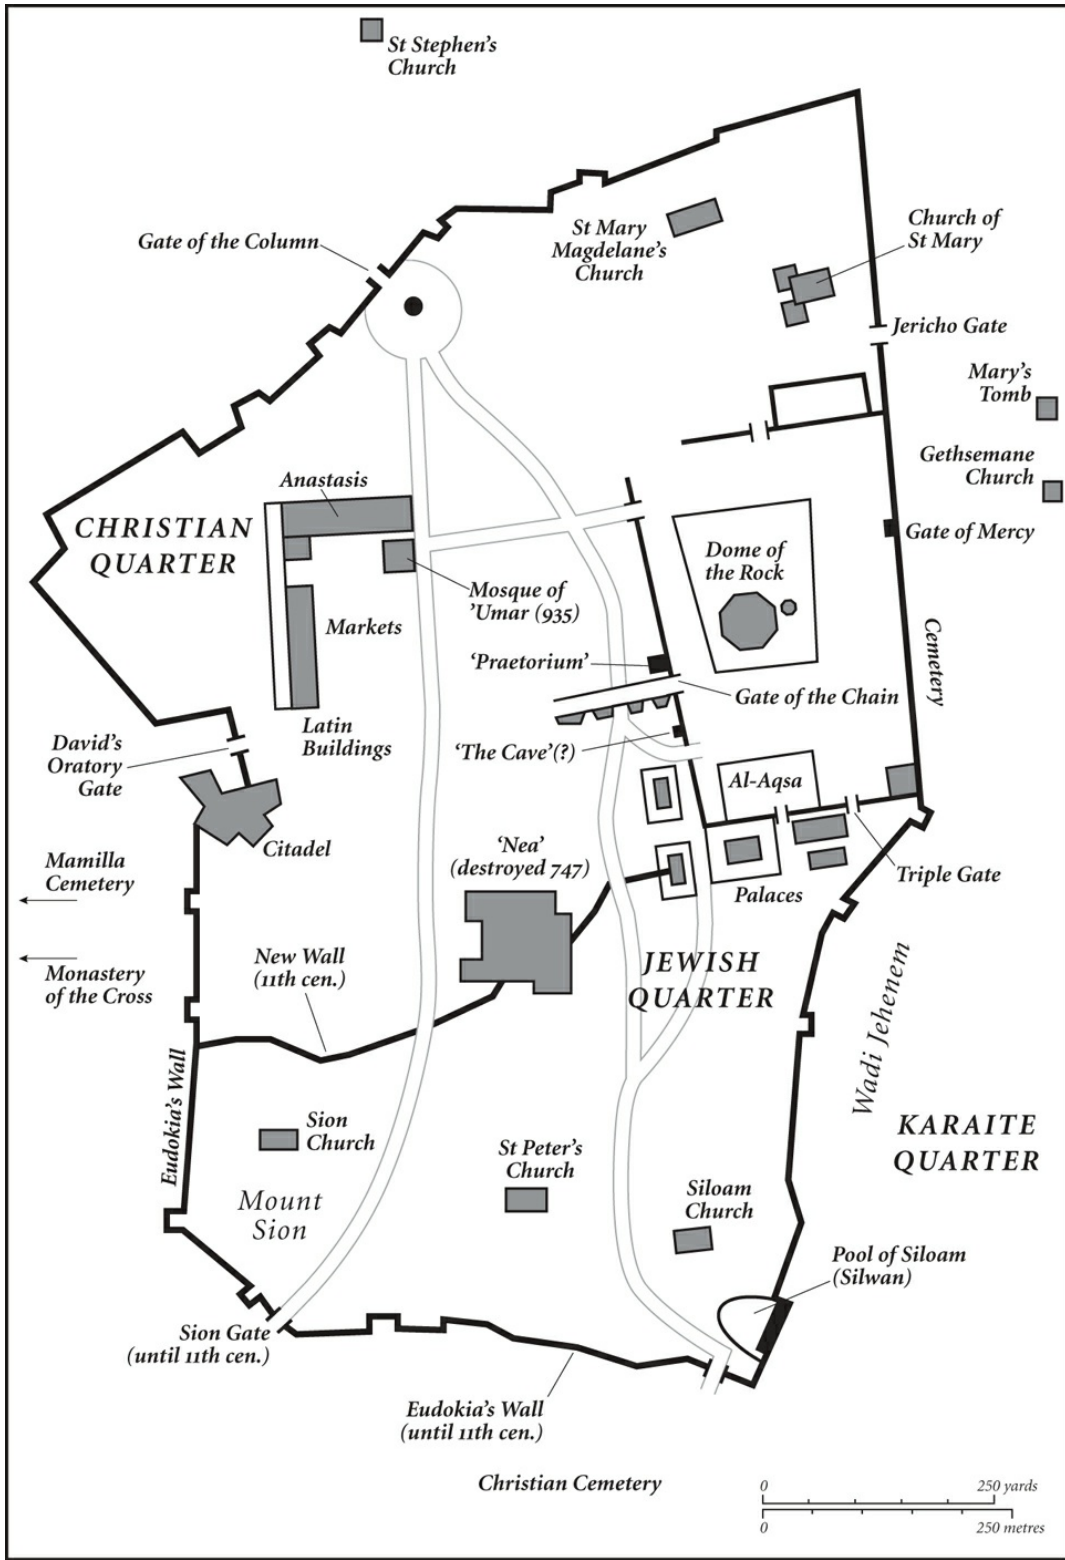 St Stephen's
Church
Gate of the Column
St Mary
Magdelane's
Church
Church of
St Mary
Jericho Gate
Mary's
Tomb
Gethsemane
Church
Gate of Mercy
Anastasis
CHRISTIAN
QUARTER
Dome of
the Rock
Mosque of
'Umar (935)
Markets
Cemetery
'Praetorium'
Gate of the Chain
Latin
Buildings
David's
Oratory
Gate
'The Cave'(?)
Al-Aqsa
Citadel
'Nea'
(destroyed 747)
Mamilla
Cemetery
Triple Gate
Palaces
New Wall
(11th cen.)
JEWISH
QUARTER
Monastery
of the Cross
Wadi Jehenem
Eudokia's Wall
Sion
Church
KARAITE
QUARTER
St Peter's
Church
Mount
Sion
Siloam
Church
Pool of Siloam
(Silwan)
Sion Gate
(until 11th cen.)
Eudokia's Wall
(until 11th cen.)
Christian Cemetery
0 250 yards
0 250 metres